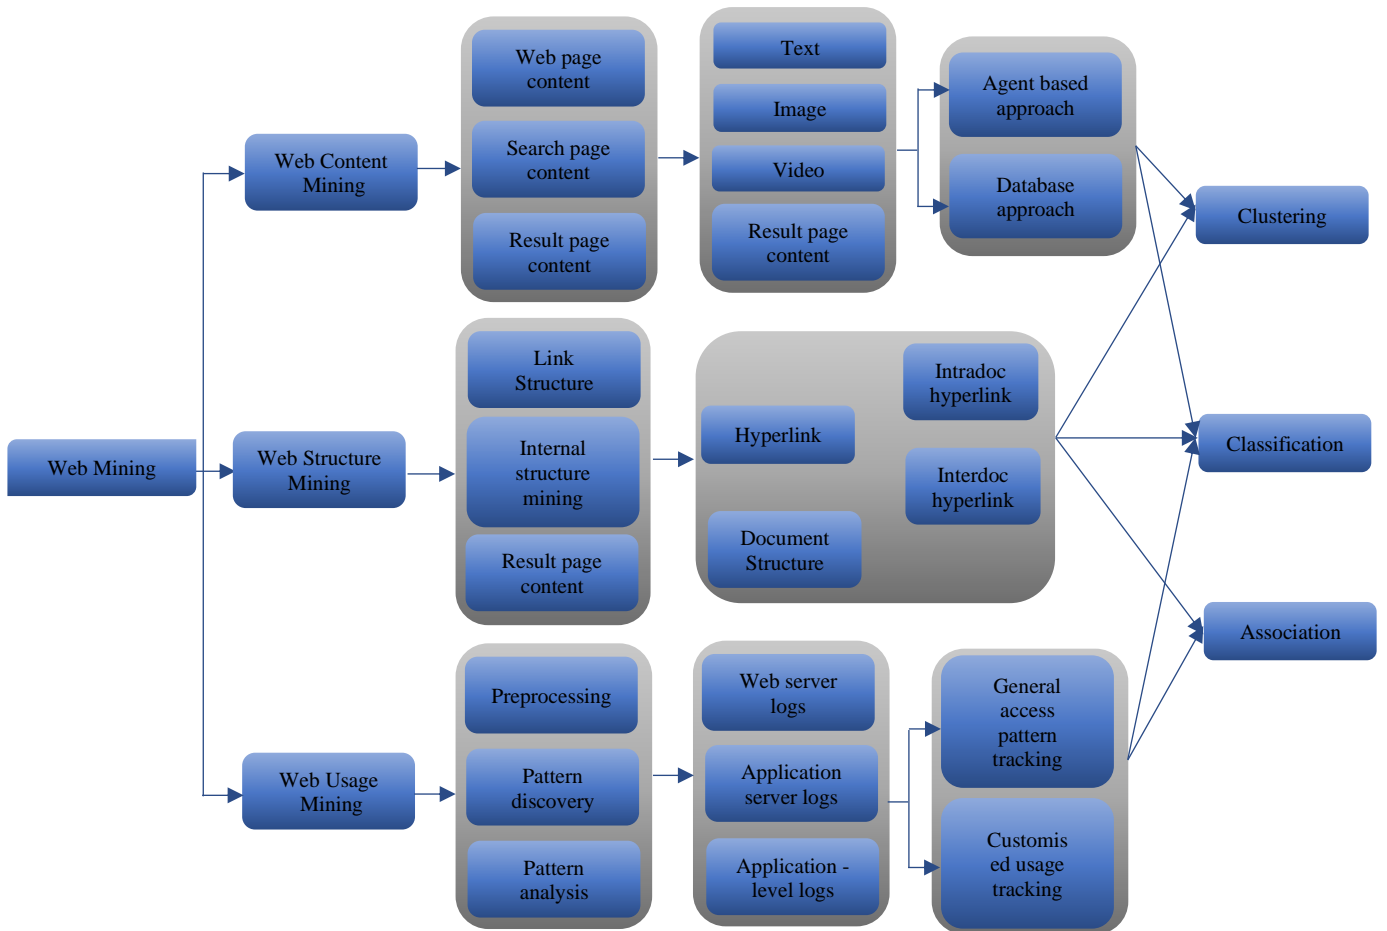 Web Mining
Web Content
Mining
Web Structure
Mining
Web Usage
Mining
Web page
content
Search page
content
Result page
content
Text
Image
Video
Result page
content
Agent based
approach
Database
approach
Link
Structure
Internal
structure
mining
Result page
content
Hyperlink
Document
Structure
Intradoc
hyperlink
Interdoc
hyperlink
Preprocessing
Pattern
discovery
Pattern
analysis
Web server
logs
Application
server logs
Application -
level logs
General
access
pattern
tracking
Customis
ed usage
tracking
Clustering
Classification
Association